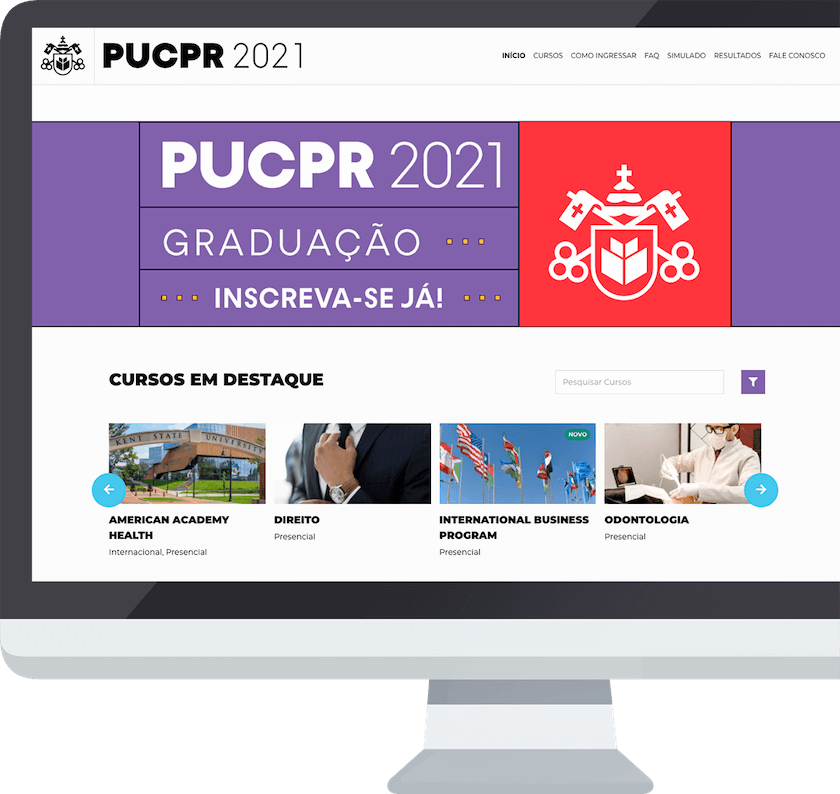 PUCPR 2021
INÍCIO CURSOS COMO INGRESSAR FAQ SIMULADO RESULTADOS FALE CONOSCO
PUCPR 2021
GRADUAÇÃO
INSCREVA-SE JÁ!
CURSOS EM DESTAQUE
Pesquisar Cursos
KENT STATE UNIVERSITY
NOVO
AMERICAN ACADEMY
HEALTH
Internacional, Presencial
DIREITO
Presencial
INTERNATIONAL BUSINESS
PROGRAM
Presencial
ODONTOLOGIA
Presencial